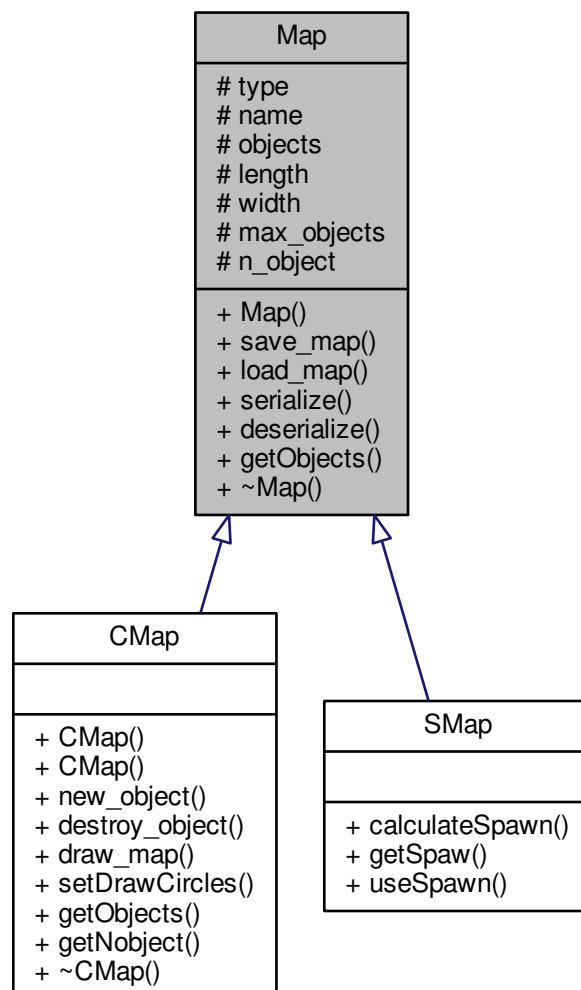 Map
# type
# name
# objects
# length
# width
# max_objects
# n_object
+ Map()
+ save_map()
+ load_map()
+ serialize()
+ deserialize()
+ getObjects()
+ ~Map()
CMap
+ CMap()
+ CMap()
+ new_object()
+ destroy_object()
+ draw_map()
+ setDrawCircles()
+ getObjects()
+ getNobject()
+ ~CMap()
SMap
+ calculateSpawn()
+ getSpaw()
+ useSpawn()